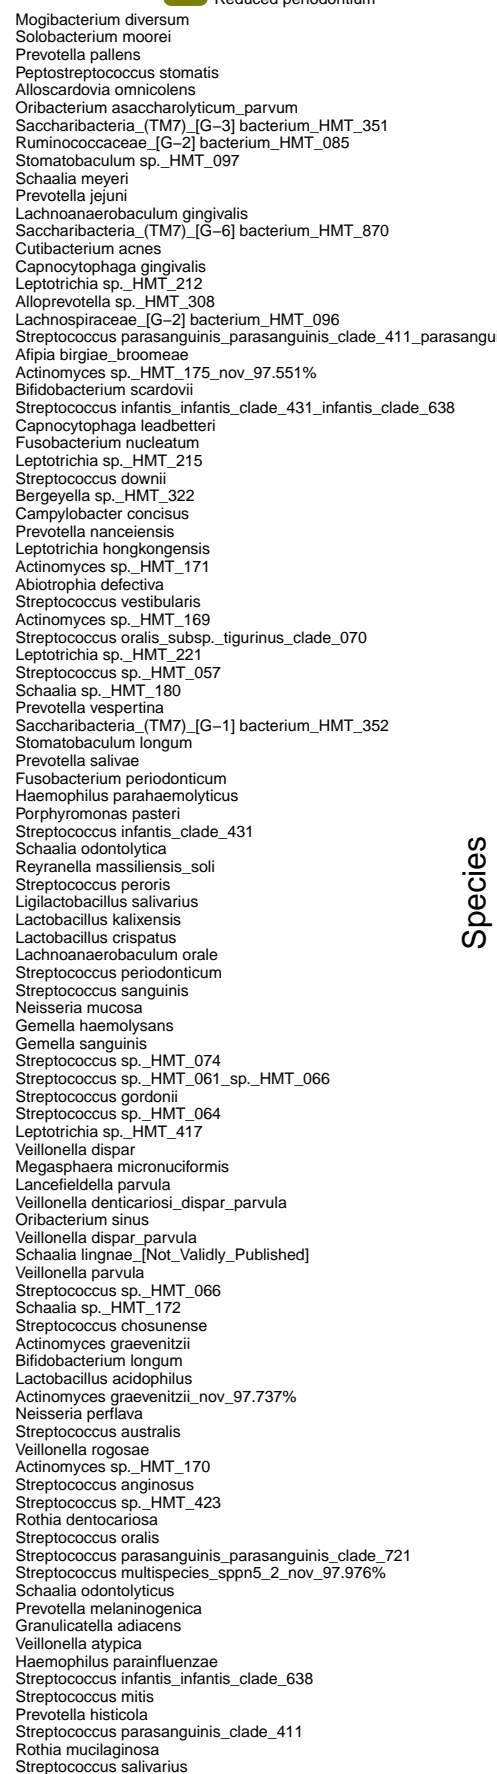 Reduced periodontium
Mogibacterium diversum
Solobacterium moorei
Prevotella pallens
Peptostreptococcus stomatis
Alloscardovia omnicolens
Oribacterium asaccharolyticum_parvum
Saccharibacteria_(TM7)_[G−3] bacterium_HMT_351
Ruminococcaceae_[G−2] bacterium_HMT_085
Stomatobaculum sp._HMT_097
Schaalia meyeri
Prevotella jejuni
Lachnoanaerobaculum gingivalis
Saccharibacteria_(TM7)_[G−6] bacterium_HMT_870
Cutibacterium acnes
Capnocytophaga gingivalis
Leptotrichia sp._HMT_212
Alloprevotella sp._HMT_308
Lachnospiraceae_[G−2] bacterium_HMT_096
Streptococcus parasanguinis_parasanguinis_clade_411_parasangui
Afipia birgiae_broomeae
Actinomyces sp._HMT_175_nov_97.551%
Bifidobacterium scardovii
Streptococcus infantis_infantis_clade_431_infantis_clade_638
Capnocytophaga leadbetteri
Fusobacterium nucleatum
Leptotrichia sp._HMT_215
Streptococcus downii
Bergeyella sp._HMT_322
Campylobacter concisus
Prevotella nanceiensis
Leptotrichia hongkongensis
Actinomyces sp._HMT_171
Abiotrophia defectiva
Streptococcus vestibularis
Actinomyces sp._HMT_169
Streptococcus oralis_subsp._tigurinus_clade_070
Leptotrichia sp._HMT_221
Streptococcus sp._HMT_057
Schaalia sp._HMT_180
Prevotella vespertina
Saccharibacteria_(TM7)_[G−1] bacterium_HMT_352
Stomatobaculum longum
Prevotella salivae
Fusobacterium periodonticum
Haemophilus parahaemolyticus
Porphyromonas pasteri
Streptococcus infantis_clade_431
Schaalia odontolytica
Reyranella massiliensis_soli
Streptococcus peroris
Ligilactobacillus salivarius
Lactobacillus kalixensis
Lactobacillus crispatus
Lachnoanaerobaculum orale
Streptococcus periodonticum
Streptococcus sanguinis
Neisseria mucosa
Gemella haemolysans
Gemella sanguinis
Streptococcus sp._HMT_074
Streptococcus sp._HMT_061_sp._HMT_066
Streptococcus gordonii
Streptococcus sp._HMT_064
Leptotrichia sp._HMT_417
Veillonella dispar
Megasphaera micronuciformis
Lancefieldella parvula
Veillonella denticariosi_dispar_parvula
Oribacterium sinus
Veillonella dispar_parvula
Schaalia lingnae_[Not_Validly_Published]
Veillonella parvula
Streptococcus sp._HMT_066
Schaalia sp._HMT_172
Streptococcus chosunense
Actinomyces graevenitzii
Bifidobacterium longum
Lactobacillus acidophilus
Actinomyces graevenitzii_nov_97.737%
Neisseria perflava
Streptococcus australis
Veillonella rogosae
Actinomyces sp._HMT_170
Streptococcus anginosus
Streptococcus sp._HMT_423
Rothia dentocariosa
Streptococcus oralis
Streptococcus parasanguinis_parasanguinis_clade_721
Streptococcus multispecies_sppn5_2_nov_97.976%
Schaalia odontolyticus
Prevotella melaninogenica
Granulicatella adiacens
Veillonella atypica
Haemophilus parainfluenzae
Streptococcus infantis_infantis_clade_638
Streptococcus mitis
Prevotella histicola
Streptococcus parasanguinis_clade_411
Rothia mucilaginosa
Streptococcus salivarius
Species